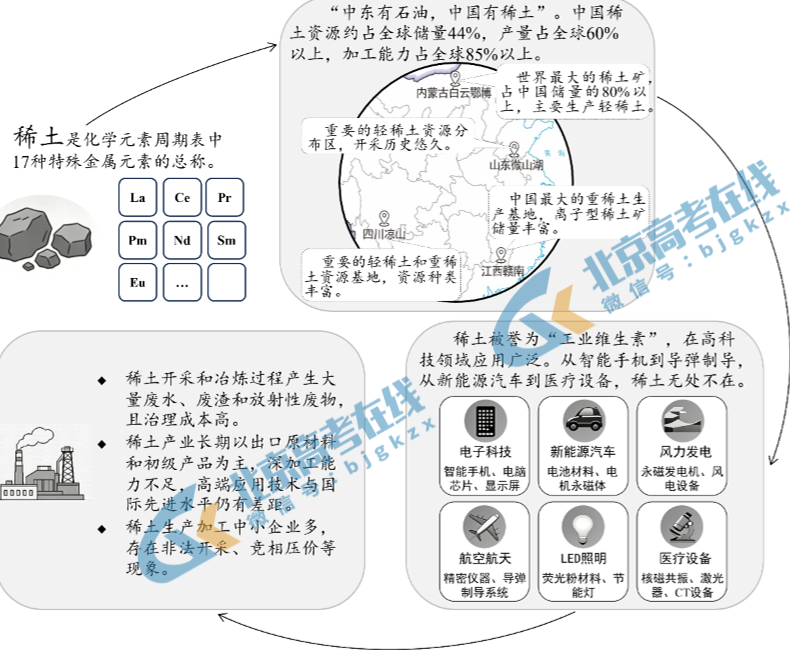 稀土是化学元素周期表中
17种特殊金属元素的总称。
La Ce Pr
Pm Nd Sm
Eu …
“中东有石油，中国有稀土”。中国稀
土资源约占全球储量44%，产量占全球60%
以上，加工能力占全球85%以上。
内蒙古白云鄂博
世界最大的稀土矿，
占中国储量的80%以
上，主要生产轻稀土。
重要的轻稀土资源分
布区，开采历史悠久。
黄海
山东微山湖
中国最大的重稀土生
产基地，离子型稀土矿
储量丰富。
四川凉山
重要的轻稀土和重稀
土资源基地，资源种类
丰富。
江西赣南
稀土被誉为“工业维生素”，在高科
技领域应用广泛。从智能手机到导弹制导，
从新能源汽车到医疗设备，稀土无处不在。
电子科技
智能手机、电脑
芯片、显示屏
新能源汽车
电池材料、电
机永磁体
风力发电
永磁发电机、风
电设备
航空航天
精密仪器、导弹
制导系统
LED照明
荧光粉材料、节
能灯
医疗设备
核磁共振、激光
器、CT设备
◆ 稀土开采和冶炼过程产生大
量废水、废渣和放射性废物，
且治理成本高。
◆ 稀土产业长期以出口原材料
和初级产品为主，深加工能
力不足，高端应用技术与国
际先进水平仍有差距。
◆ 稀土生产加工中小企业多，
存在非法开采、竞相压价等
现象。
北京高考在线
微信号：bjgkzx
北京高考在线
微信号：bjgkzx